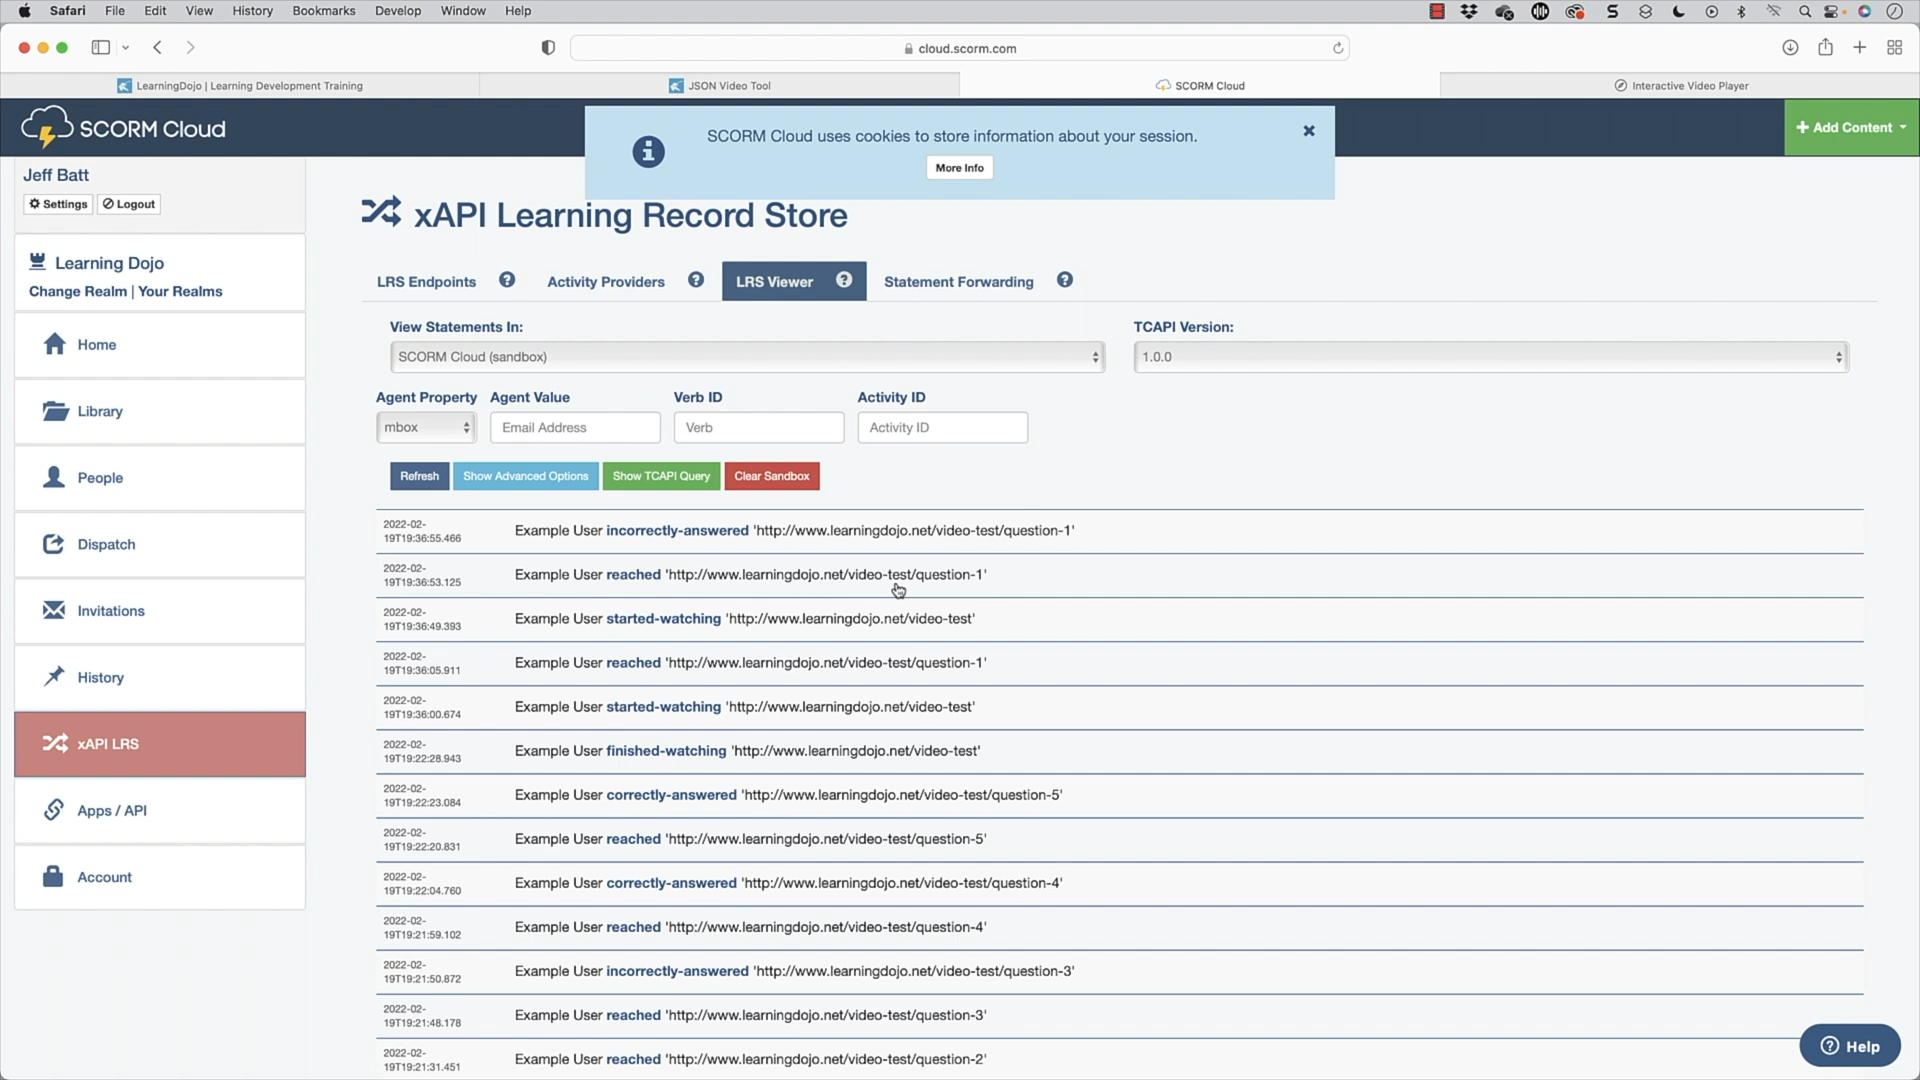 Safari File Edit View History Bookmarks Develop Window Help
cloud.scorm.com
LearningDojo | Learning Development Training
JSON Video Tool
SCORM Cloud
Interactive Video Player
SCORM Cloud
SCORM Cloud uses cookies to store information about your session.
More Info
+ Add Content
Jeff Batt
Settings
Logout
Learning Dojo
Change Realm | Your Realms
Home
Library
People
Dispatch
Invitations
History
xAPI LRS
Apps / API
Account
xAPI Learning Record Store
LRS Endpoints ?
Activity Providers ?
LRS Viewer ?
Statement Forwarding ?
View Statements In:
SCORM Cloud (sandbox)
TCAPI Version:
1.0.0
Agent Property Agent Value Verb ID Activity ID
mbox Email Address Verb Activity ID
Refresh Show Advanced Options Show TCAPI Query Clear Sandbox
2022-02-
19T19:36:55.466
Example User incorrectly-answered 'http://www.learningdojo.net/video-test/question-1'
2022-02-
19T19:36:53.125
Example User reached 'http://www.learningdojo.net/video-test/question-1'
2022-02-
19T19:36:49.393
Example User started-watching 'http://www.learningdojo.net/video-test'
2022-02-
19T19:36:05.911
Example User reached 'http://www.learningdojo.net/video-test/question-1'
2022-02-
19T19:36:00.674
Example User started-watching 'http://www.learningdojo.net/video-test'
2022-02-
19T19:22:28.943
Example User finished-watching 'http://www.learningdojo.net/video-test'
2022-02-
19T19:22:23.084
Example User correctly-answered 'http://www.learningdojo.net/video-test/question-5'
2022-02-
19T19:22:20.831
Example User reached 'http://www.learningdojo.net/video-test/question-5'
2022-02-
19T19:22:04.760
Example User correctly-answered 'http://www.learningdojo.net/video-test/question-4'
2022-02-
19T19:21:59.102
Example User reached 'http://www.learningdojo.net/video-test/question-4'
2022-02-
19T19:21:50.872
Example User incorrectly-answered 'http://www.learningdojo.net/video-test/question-3'
2022-02-
19T19:21:48.178
Example User reached 'http://www.learningdojo.net/video-test/question-3'
2022-02-
19T19:21:31.451
Example User reached 'http://www.learningdojo.net/video-test/question-2'
? Help